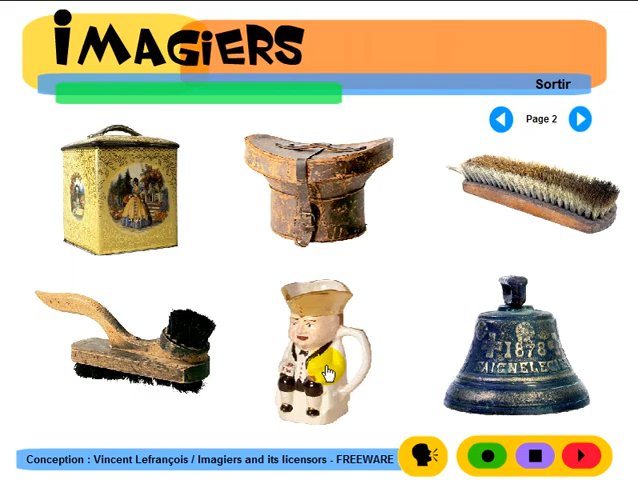 iMAGiERS
Sortir
Page 2
1878
Conception : Vincent Lefrançois / Imagiers and its licensors - FREEWARE